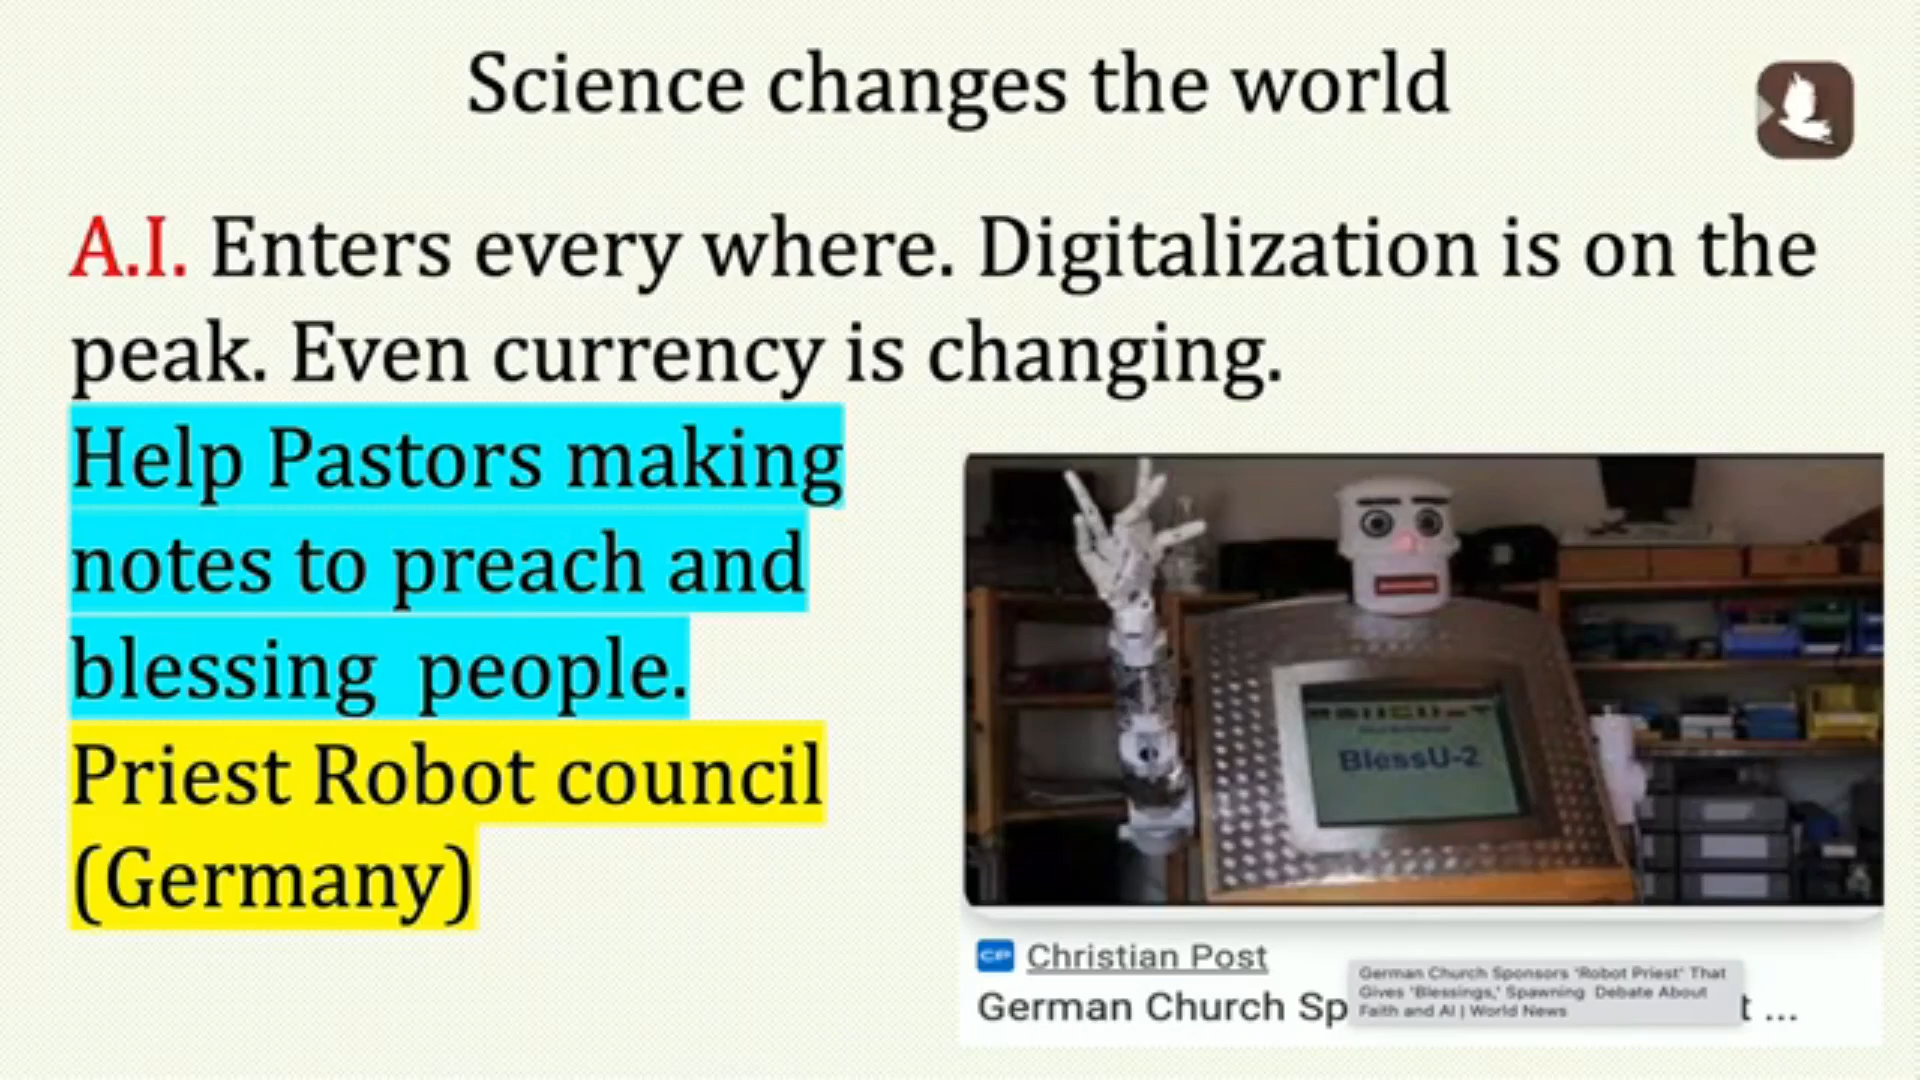 Science changes the world
A.I. Enters every where. Digitalization is on the
peak. Even currency is changing.
Help Pastors making
notes to preach and
blessing people.
Priest Robot council
(Germany)
BlessU-2
CP Christian Post
German Church Sp
German Church Sponsors 'Robot Priest' That
Gives 'Blessings,' Spawning Debate About
Faith and AI | World News
t ...